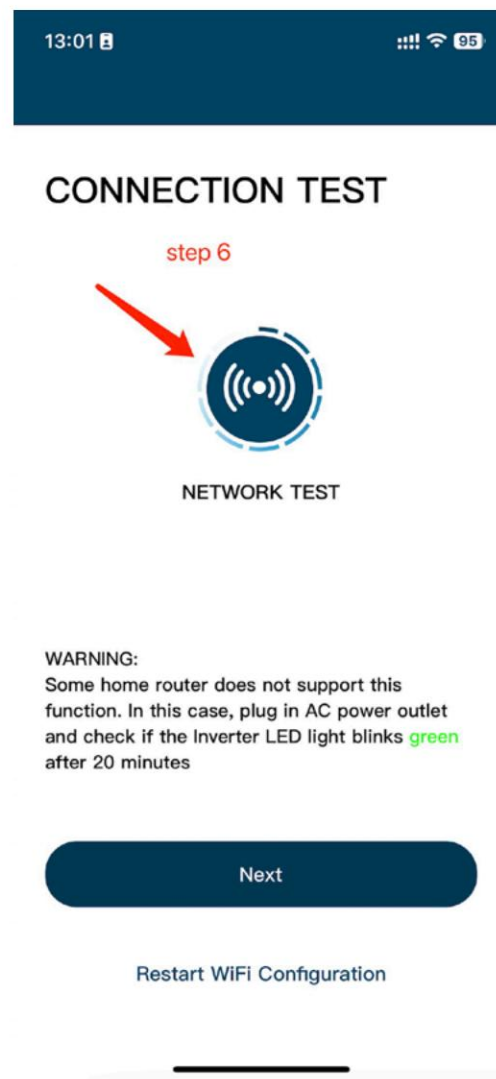 13:01
95
CONNECTION TEST
step 6
NETWORK TEST
WARNING:
Some home router does not support this
function. In this case, plug in AC power outlet
and check if the Inverter LED light blinks green
after 20 minutes
Next
Restart WiFi Configuration